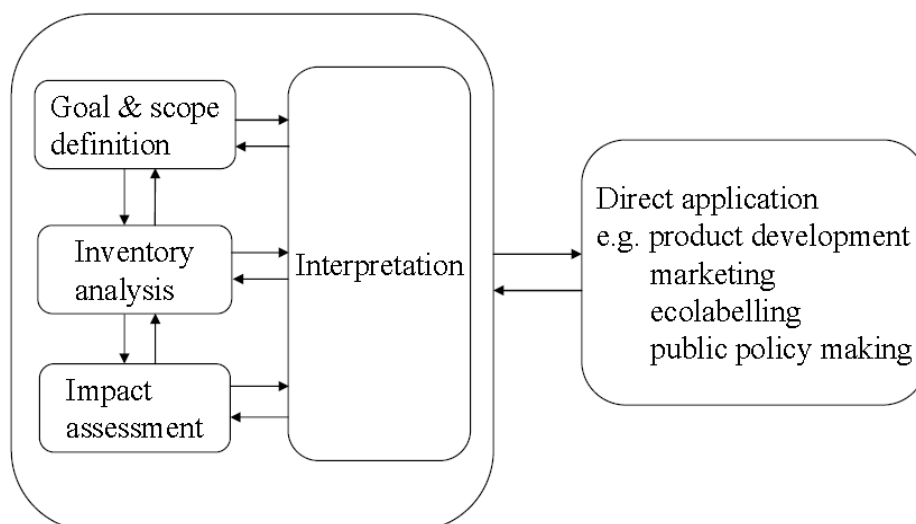 Goal & scope
definition
Inventory
analysis
Impact
assessment
Interpretation
Direct application
e.g. product development
marketing
ecolabelling
public policy making